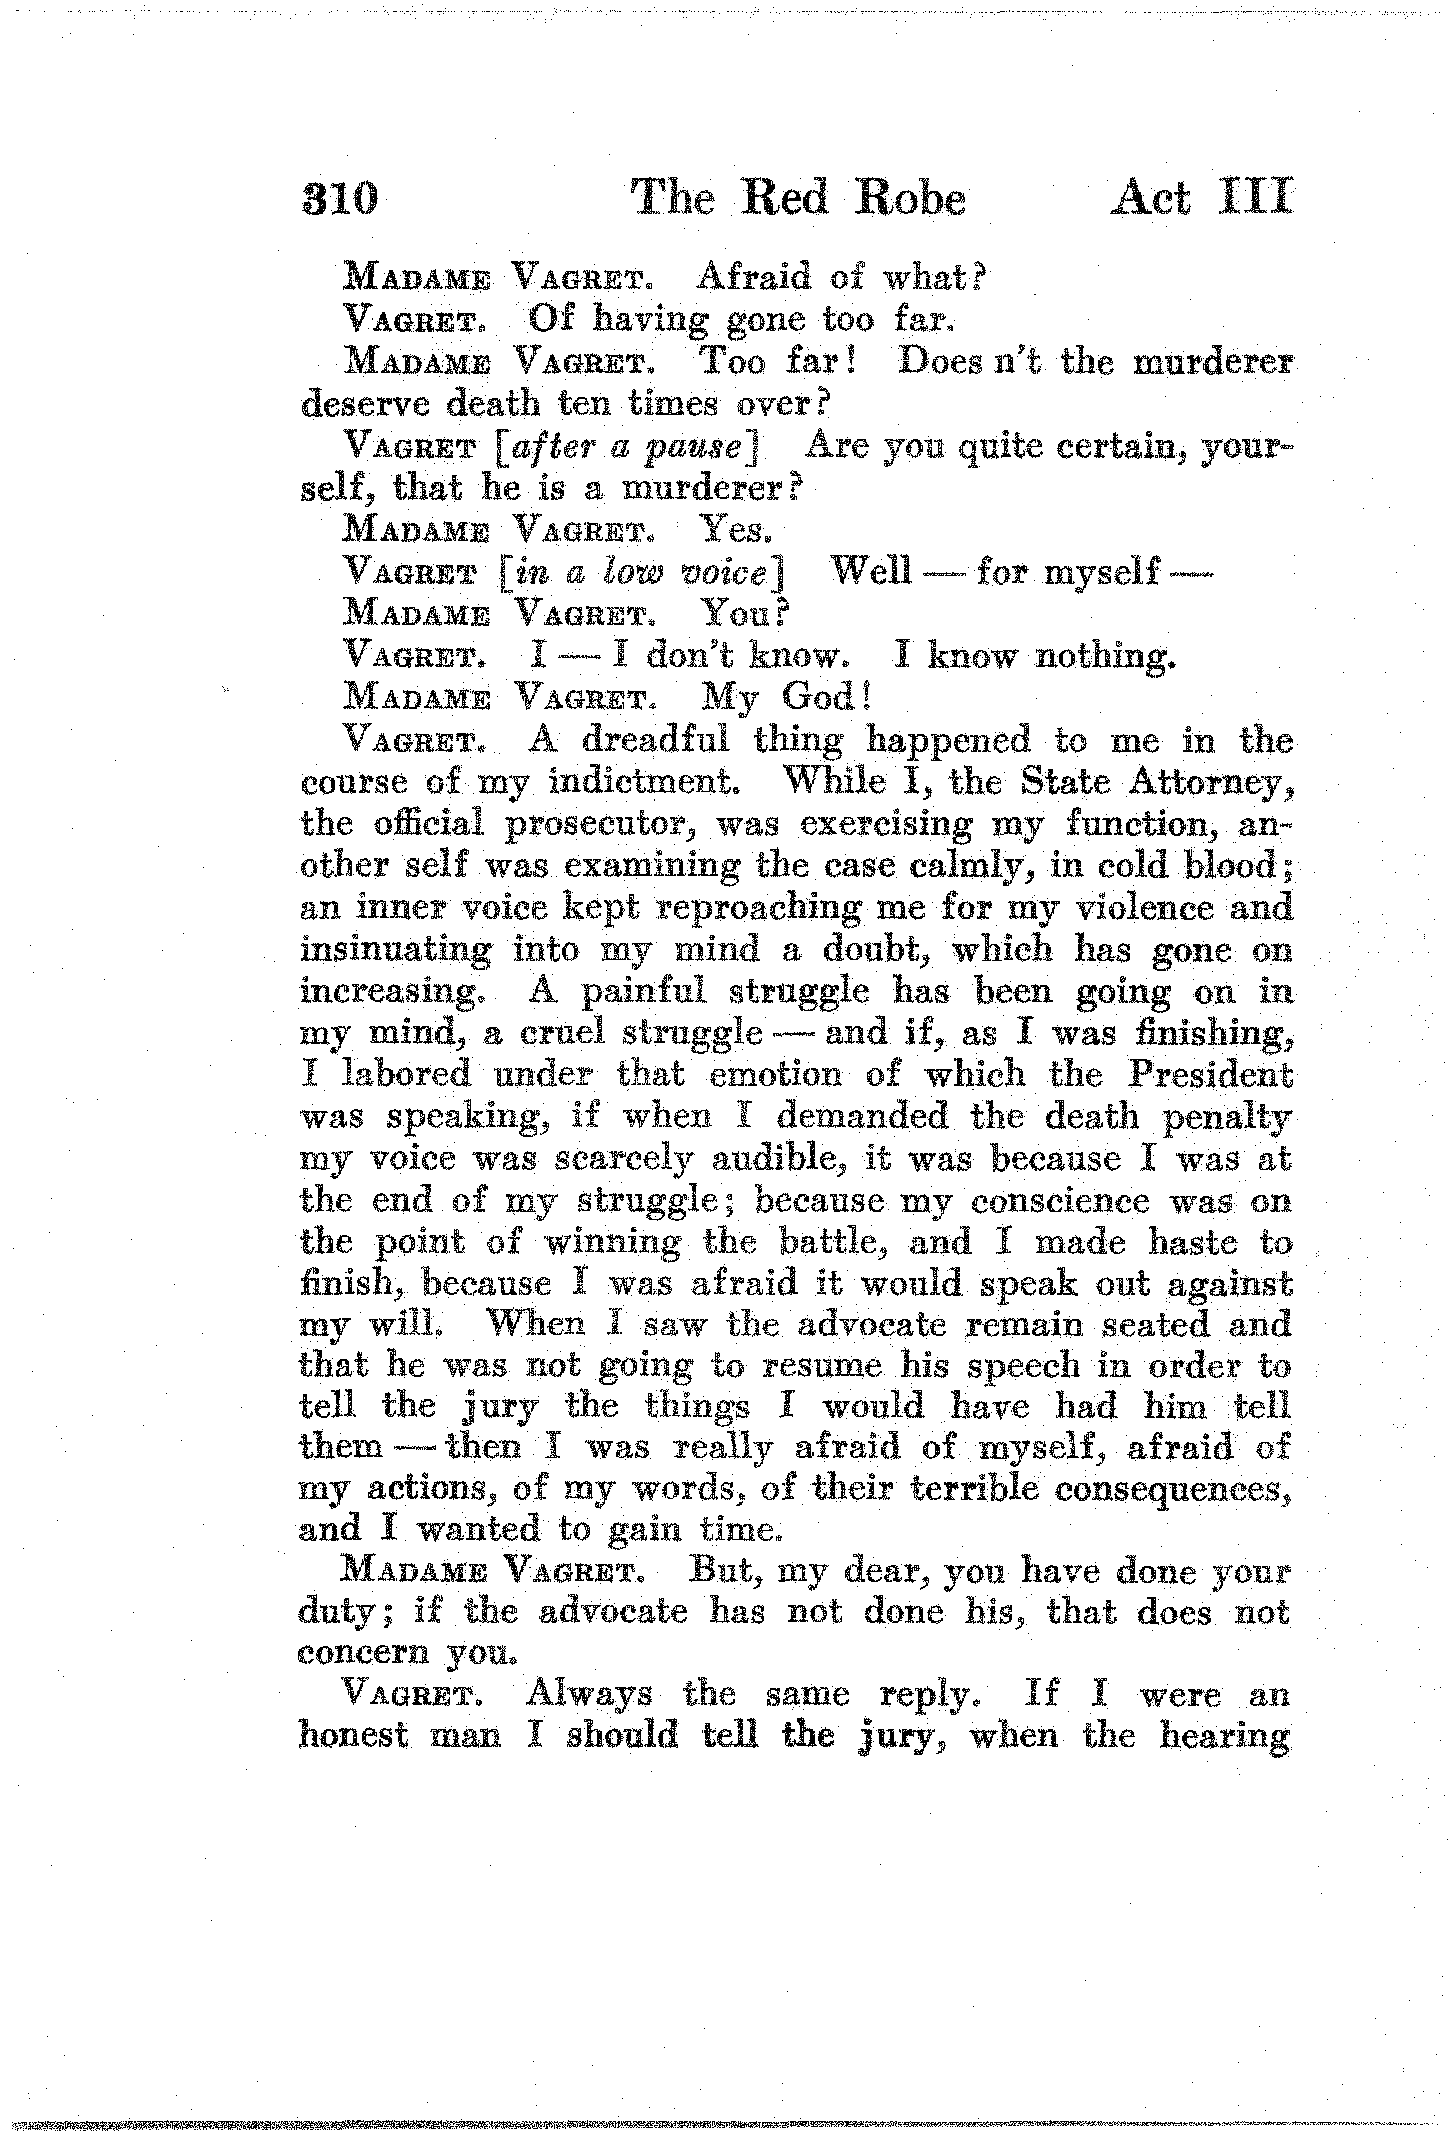 310 The Red Robe Act III
MADAME VAGRET. Afraid of what?
VAGRET. Of having gone too far.
MADAME VAGRET. Too far! Does n't the murderer
deserve death ten times over?
VAGRET [after a pause] Are you quite certain, your-
self, that he is a murderer?
MADAME VAGRET. Yes.
VAGRET [in a low voice] Well — for myself —
MADAME VAGRET. You?
VAGRET. I — I don't know. I know nothing.
MADAME VAGRET. My God!
VAGRET. A dreadful thing happened to me in the
course of my indictment. While I, the State Attorney,
the official prosecutor, was exercising my function, an-
other self was examining the case calmly, in cold blood;
an inner voice kept reproaching me for my violence and
insinuating into my mind a doubt, which has gone on
increasing. A painful struggle has been going on in
my mind, a cruel struggle — and if, as I was finishing,
I labored under that emotion of which the President
was speaking, if when I demanded the death penalty
my voice was scarcely audible, it was because I was at
the end of my struggle; because my conscience was on
the point of winning the battle, and I made haste to
finish, because I was afraid it would speak out against
my will. When I saw the advocate remain seated and
that he was not going to resume his speech in order to
tell the jury the things I would have had him tell
them — then I was really afraid of myself, afraid of
my actions, of my words, of their terrible consequences,
and I wanted to gain time.
MADAME VAGRET. But, my dear, you have done your
duty; if the advocate has not done his, that does not
concern you.
VAGRET. Always the same reply. If I were an
honest man I should tell the jury, when the hearing